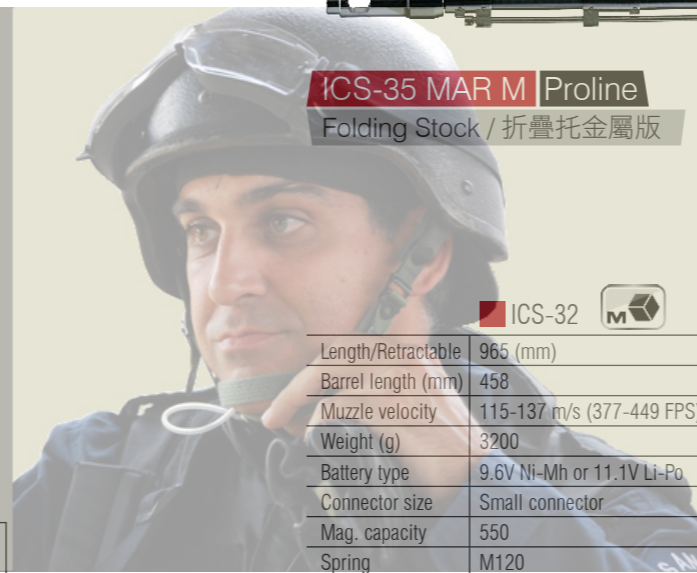 ICS-35 MAR M Proline
Folding Stock / 折疊托金屬版
ICS-32 M
Length/Retractable 965 (mm)
Barrel length (mm) 458
Muzzle velocity 115-137 m/s (377-449 FPS)
Weight (g) 3200
Battery type 9.6V Ni-Mh or 11.1V Li-Po
Connector size Small connector
Mag. capacity 550
Spring M120